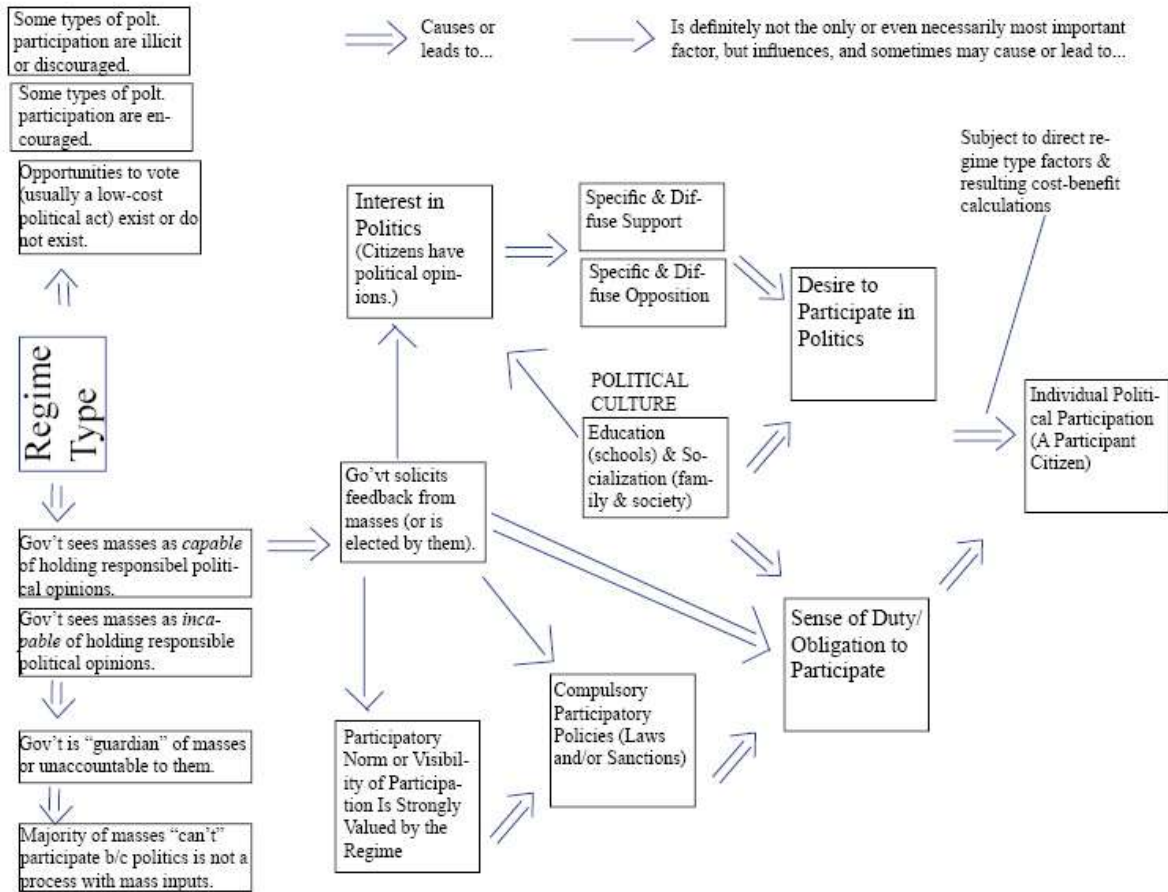 Some types of polt.
participation are illicit
or discouraged.
Some types of polt.
participation are en-
couraged.
Opportunities to vote
(usually a low-cost
political act) exist or do
not exist.
Regime
Type
Gov't sees masses as capable
of holding responsibel politi-
cal opinions.
Gov't sees masses as inca-
pable of holding responsible
political opinions.
Gov't is “guardian” of masses
or unaccountable to them.
Majority of masses “can't”
participate b/c politics is not a
process with mass inputs.
Causes or
leads to...
Is definitely not the only or even necessarily most important
factor, but influences, and sometimes may cause or lead to...
Interest in
Politics
(Citizens have
political opin-
ions.)
Specific & Dif-
fuse Support
Specific & Dif-
fuse Opposition
Desire to
Participate in
Politics
Subject to direct re-
gime type factors &
resulting cost-benefit
calculations
POLITICAL
CULTURE
Education
(schools) & So-
cialization (fam-
ily & society)
Individual Politi-
cal Participation
(A Participant
Citizen)
Go'vt solicits
feedback from
masses (or is
elected by them).
Sense of Duty/
Obligation to
Participate
Compulsory
Participatory
Policies (Laws
and/or Sanctions)
Participatory
Norm or Visibil-
ity of Participa-
tion Is Strongly
Valued by the
Regime